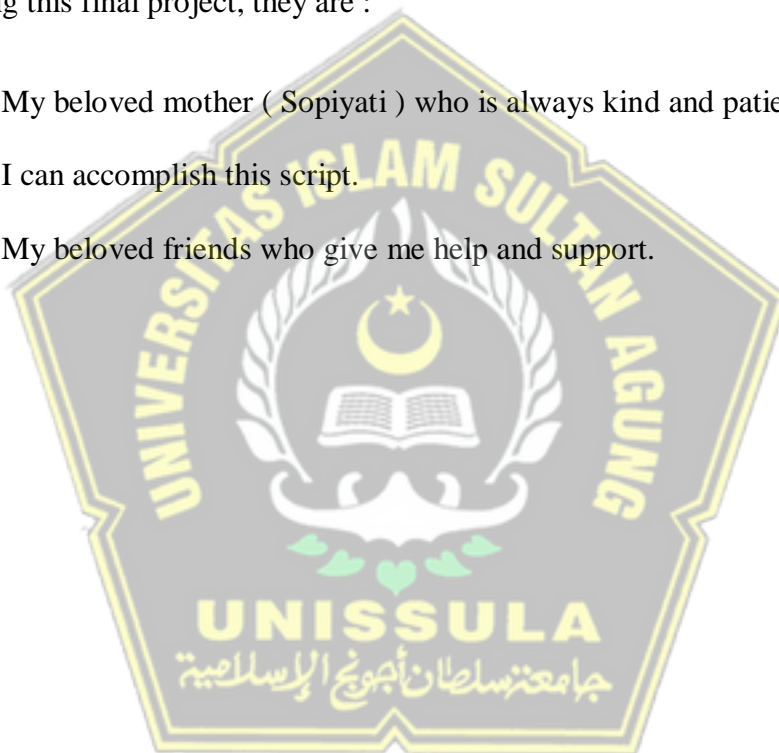 g this final project, they are :
My beloved mother ( Sopiyati ) who is always kind and patie
I can accomplish this script.
My beloved friends who give me help and support.
UNIVERSITAS ISLAM SULTAN AGUNG
UNISSULA
جامعة سلطان أجونج الإسلامية